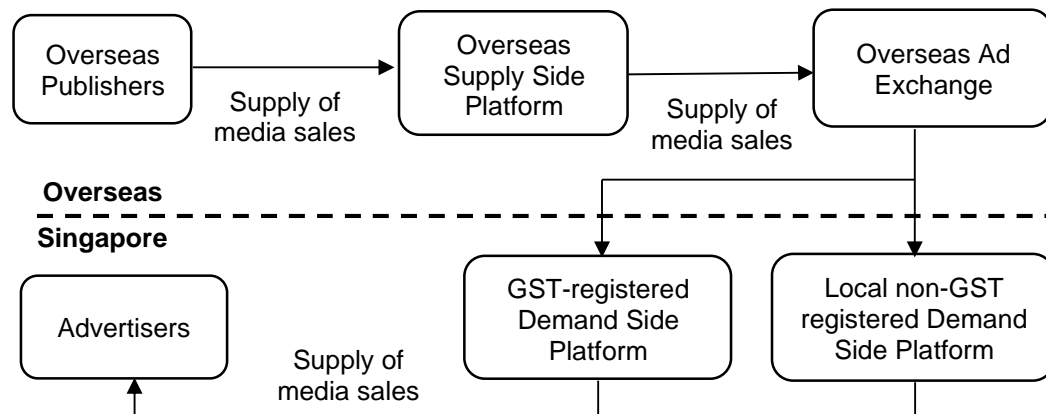 Overseas
Publishers
Supply of
media sales
Overseas
Supply Side
Platform
Supply of
media sales
Overseas Ad
Exchange
Overseas
Singapore
Advertisers
Supply of
media sales
GST-registered
Demand Side
Platform
Local non-GST
registered Demand
Side Platform